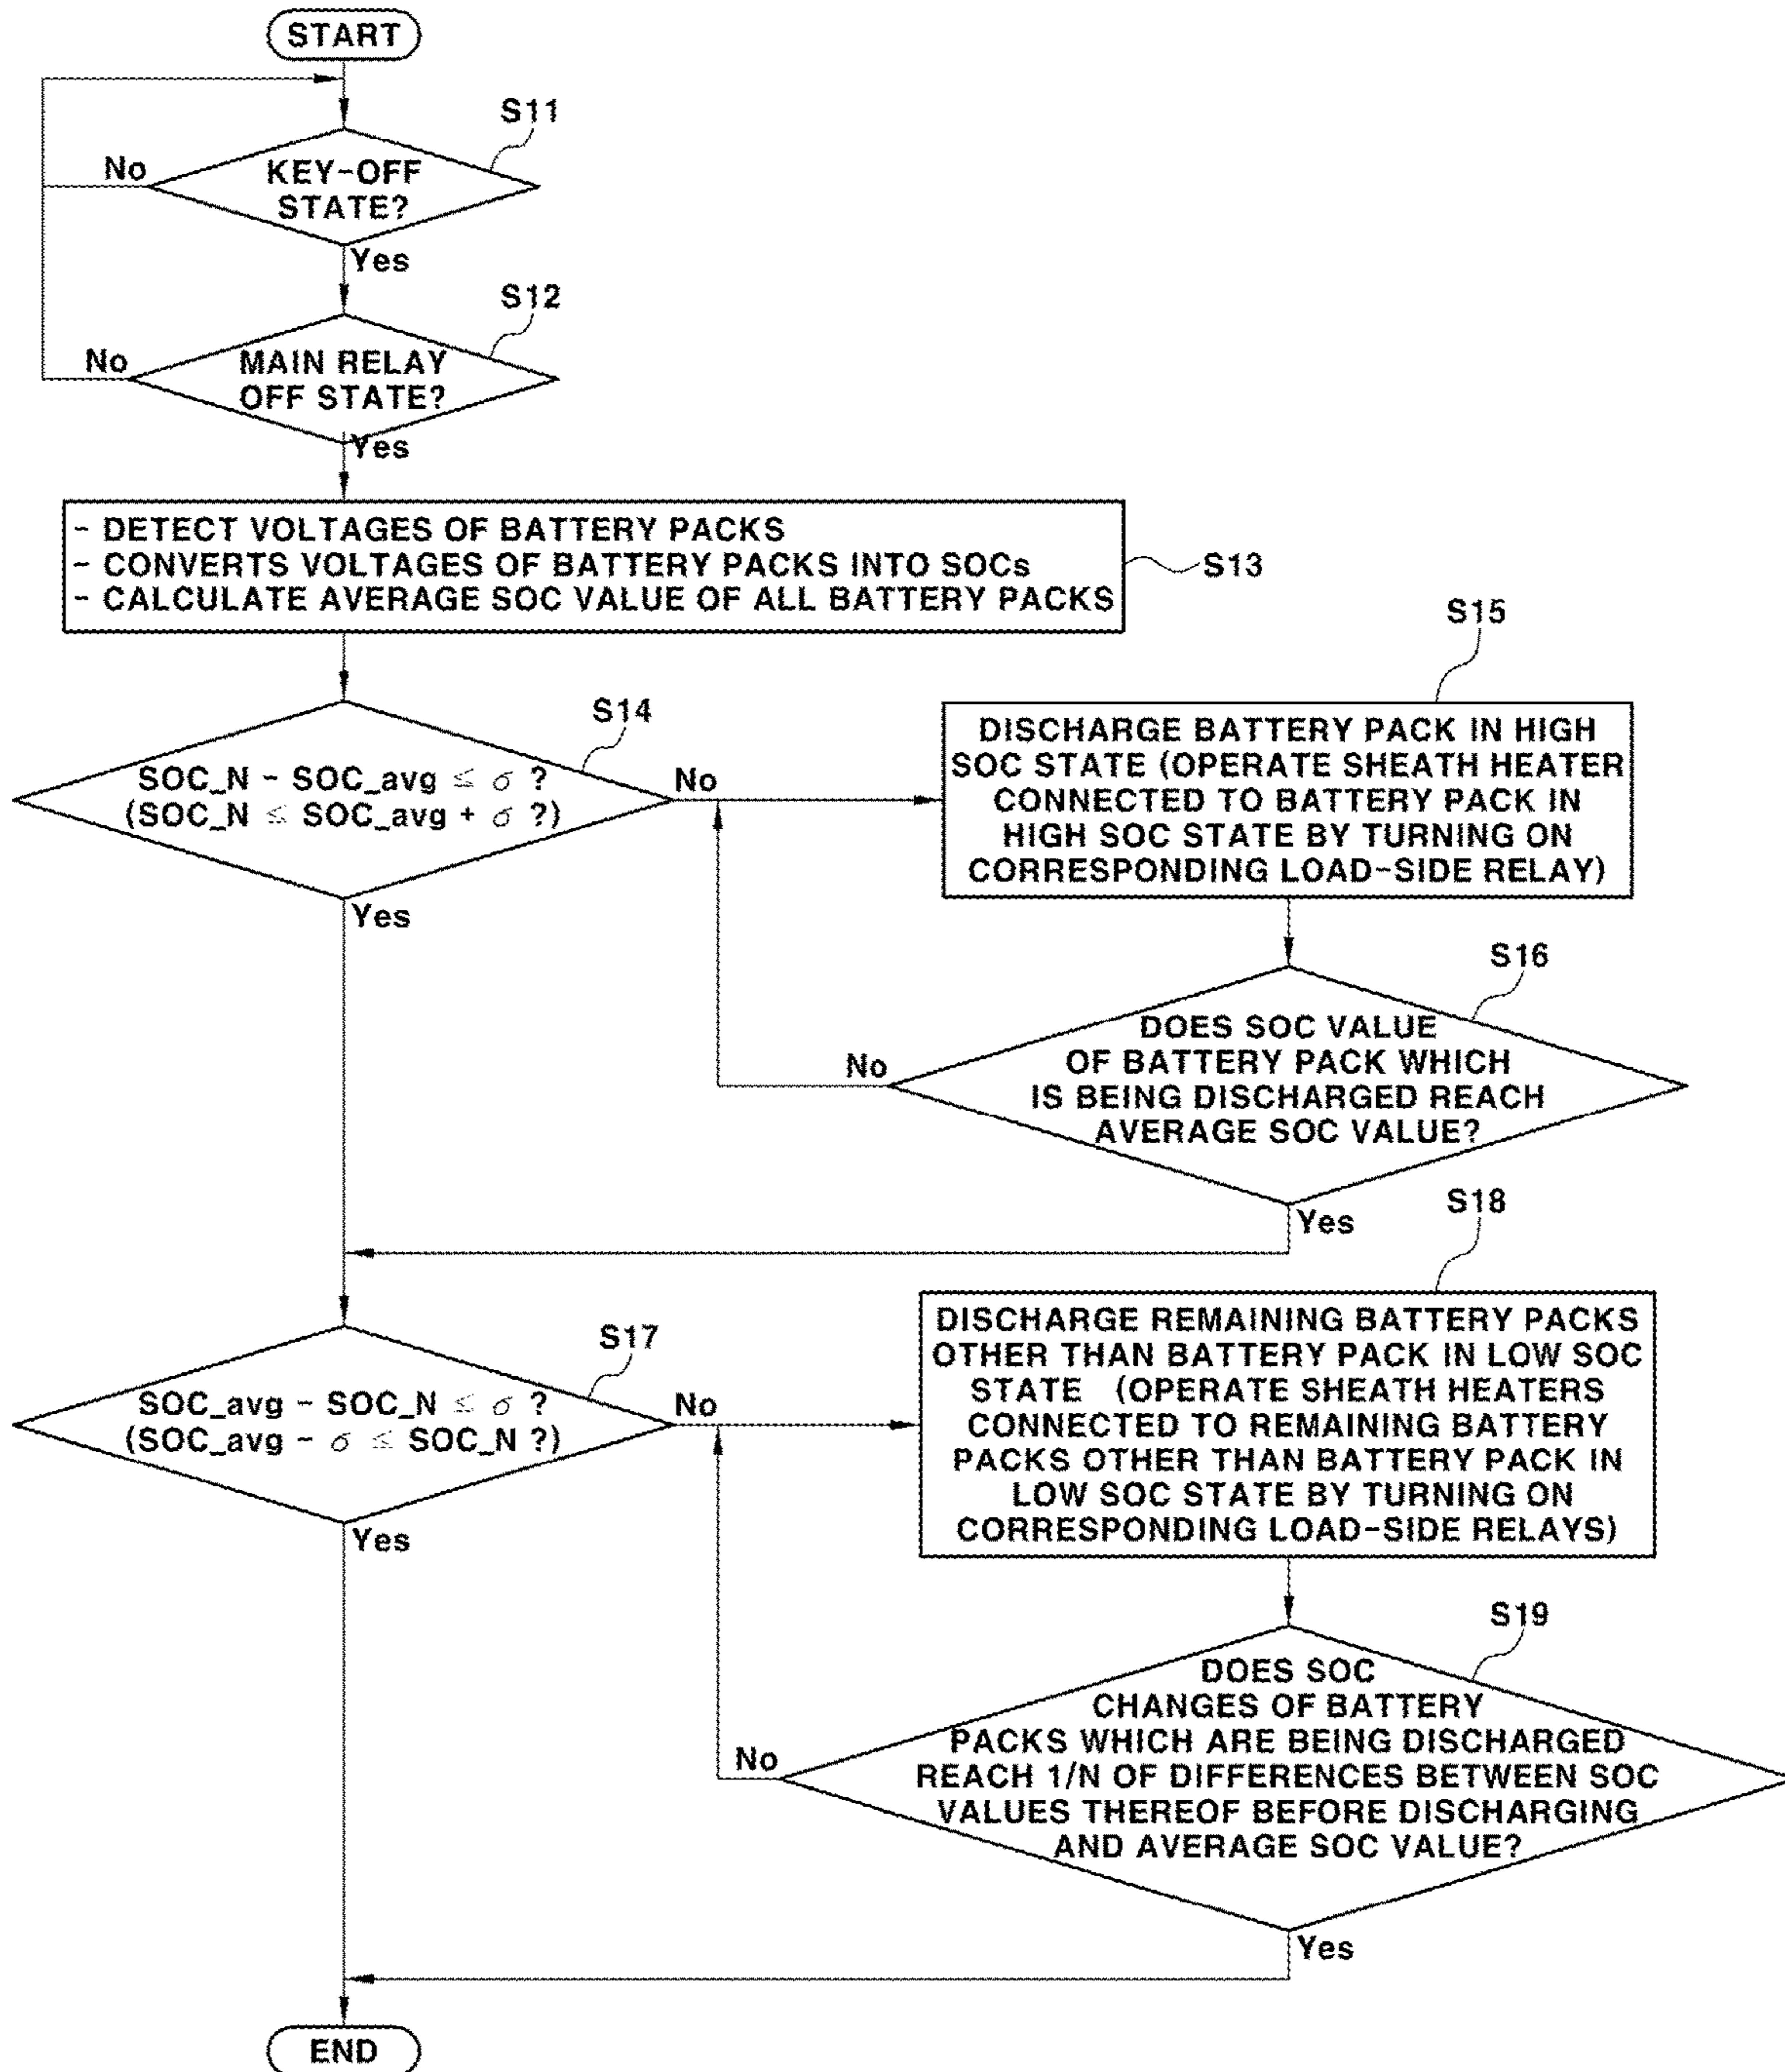 START
S11
No
KEY-OFF
STATE?
Yes
S12
No
MAIN RELAY
OFF STATE?
Yes
- DETECT VOLTAGES OF BATTERY PACKS
- CONVERTS VOLTAGES OF BATTERY PACKS INTO SOCs
- CALCULATE AVERAGE SOC VALUE OF ALL BATTERY PACKS
S13
S14
SOC_N - SOC_avg ≤ σ ?
(SOC_N ≤ SOC_avg + σ ?)
No
Yes
S15
DISCHARGE BATTERY PACK IN HIGH
SOC STATE (OPERATE SHEATH HEATER
CONNECTED TO BATTERY PACK IN
HIGH SOC STATE BY TURNING ON
CORRESPONDING LOAD-SIDE RELAY)
S16
DOES SOC VALUE
OF BATTERY PACK WHICH
IS BEING DISCHARGED REACH
AVERAGE SOC VALUE?
No
Yes
S17
SOC_avg - SOC_N ≤ σ ?
(SOC_avg - σ ≤ SOC_N ?)
No
Yes
S18
DISCHARGE REMAINING BATTERY PACKS
OTHER THAN BATTERY PACK IN LOW SOC
STATE (OPERATE SHEATH HEATERS
CONNECTED TO REMAINING BATTERY
PACKS OTHER THAN BATTERY PACK IN
LOW SOC STATE BY TURNING ON
CORRESPONDING LOAD-SIDE RELAYS)
S19
DOES SOC
CHANGES OF BATTERY
PACKS WHICH ARE BEING DISCHARGED
REACH 1/N OF DIFFERENCES BETWEEN SOC
VALUES THEREOF BEFORE DISCHARGING
AND AVERAGE SOC VALUE?
No
Yes
END